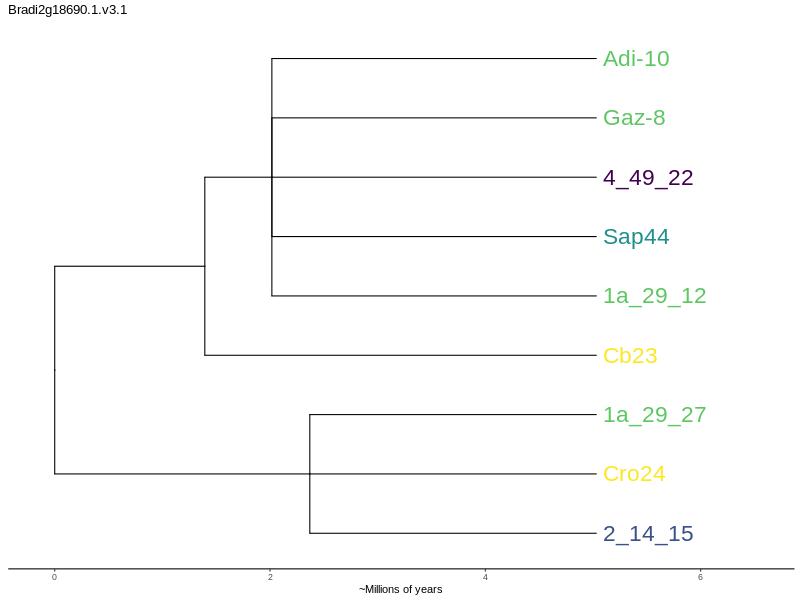 Bradi2g18690.1.v3.1
Adi-10
Gaz-8
4_49_22
Sap44
1a_29_12
Cb23
1a_29_27
Cro24
2_14_15
0 2 4 6
~Millions of years